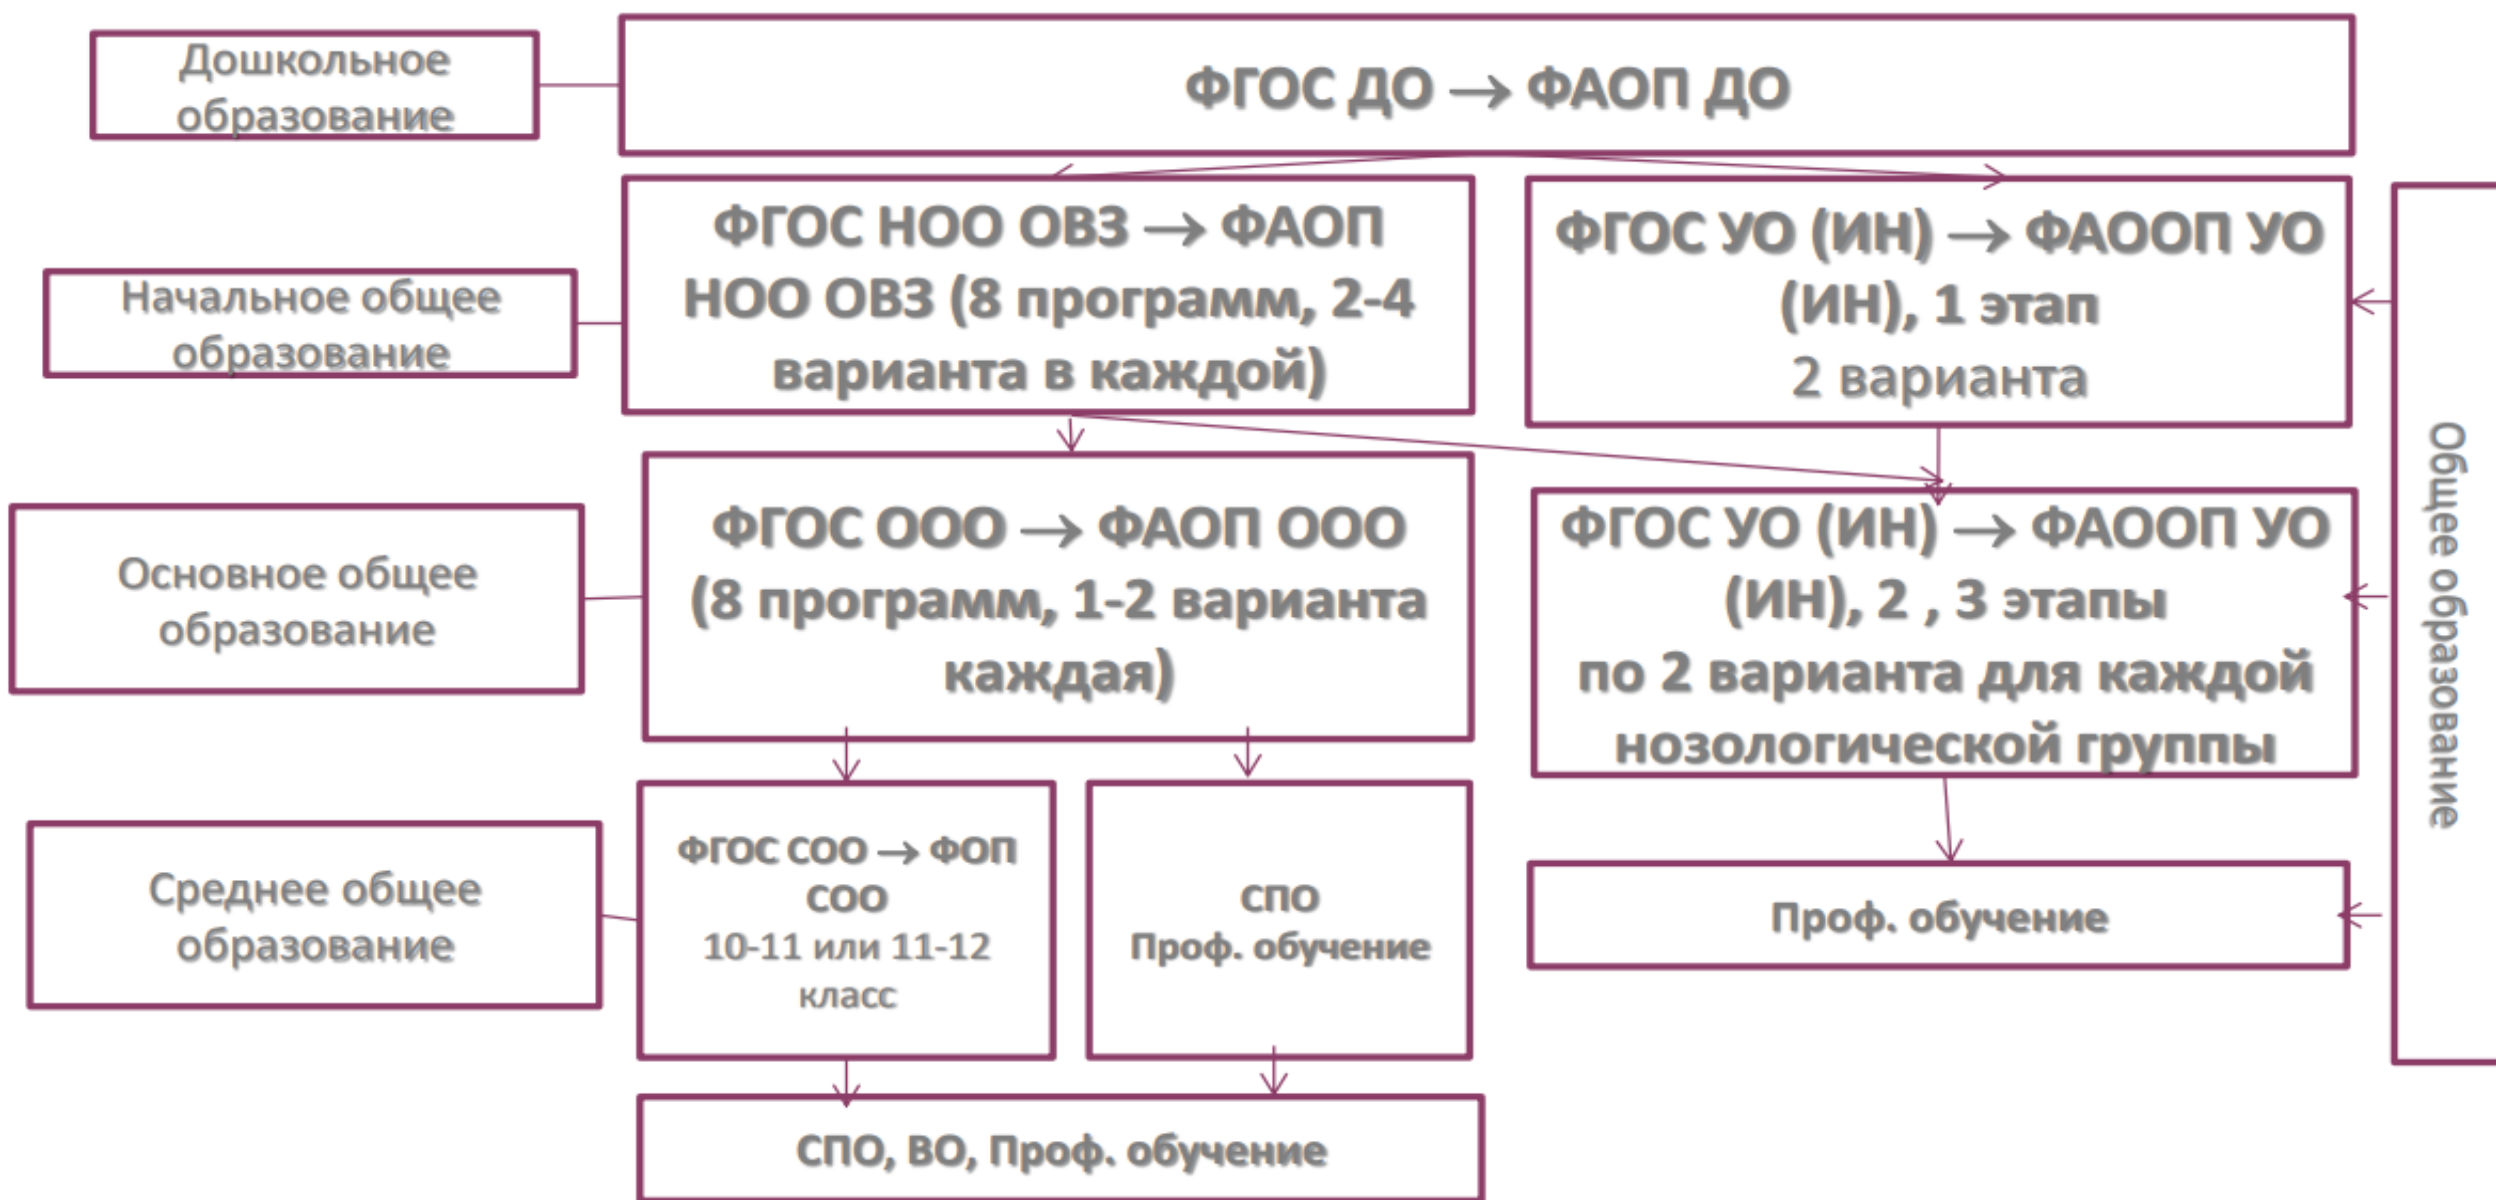 Дошкольное
образование
ФГОС ДО → ФАОП ДО
Начальное общее
образование
ФГОС НОО ОВЗ → ФАОП
НОО ОВЗ (8 программ, 2-4
варианта в каждой)
ФГОС УО (ИН) → ФАООП УО
(ИН), 1 этап
2 варианта
Общее образование
Основное общее
образование
ФГОС ООО → ФАОП ООО
(8 программ, 1-2 варианта
каждая)
ФГОС УО (ИН) → ФАООП УО
(ИН), 2 , 3 этапы
по 2 варианта для каждой
нозологической группы
Среднее общее
образование
ФГОС СОО → ФОП
СОО
10-11 или 11-12
класс
СПО
Проф. обучение
Проф. обучение
СПО, ВО, Проф. обучение